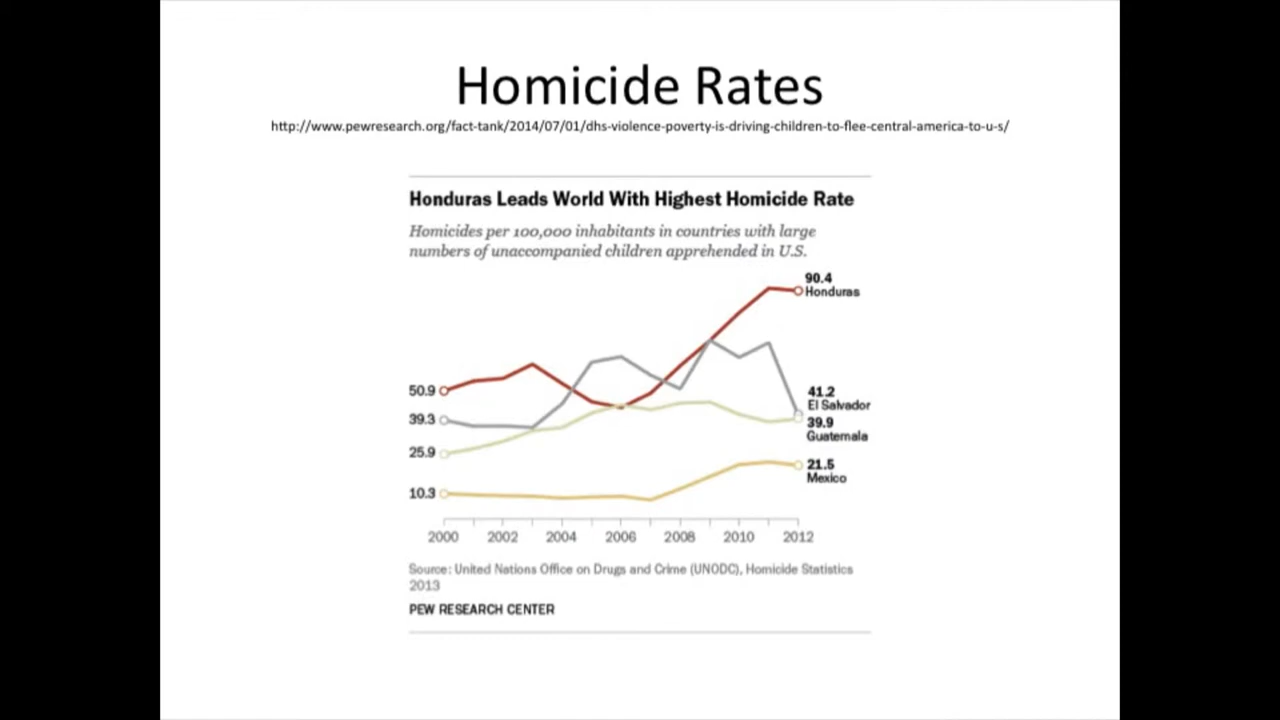 Homicide Rates
http://www.pewresearch.org/fact-tank/2014/07/01/dhs-violence-poverty-is-driving-children-to-flee-central-america-to-u-s/
Honduras Leads World With Highest Homicide Rate
Homicides per 100,000 inhabitants in countries with large
numbers of unaccompanied children apprehended in U.S.
90.4
Honduras
50.9
41.2
El Salvador
39.3
39.9
Guatemala
25.9
21.5
Mexico
10.3
2000 2002 2004 2006 2008 2010 2012
Source: United Nations Office on Drugs and Crime (UNODC), Homicide Statistics
2013
PEW RESEARCH CENTER